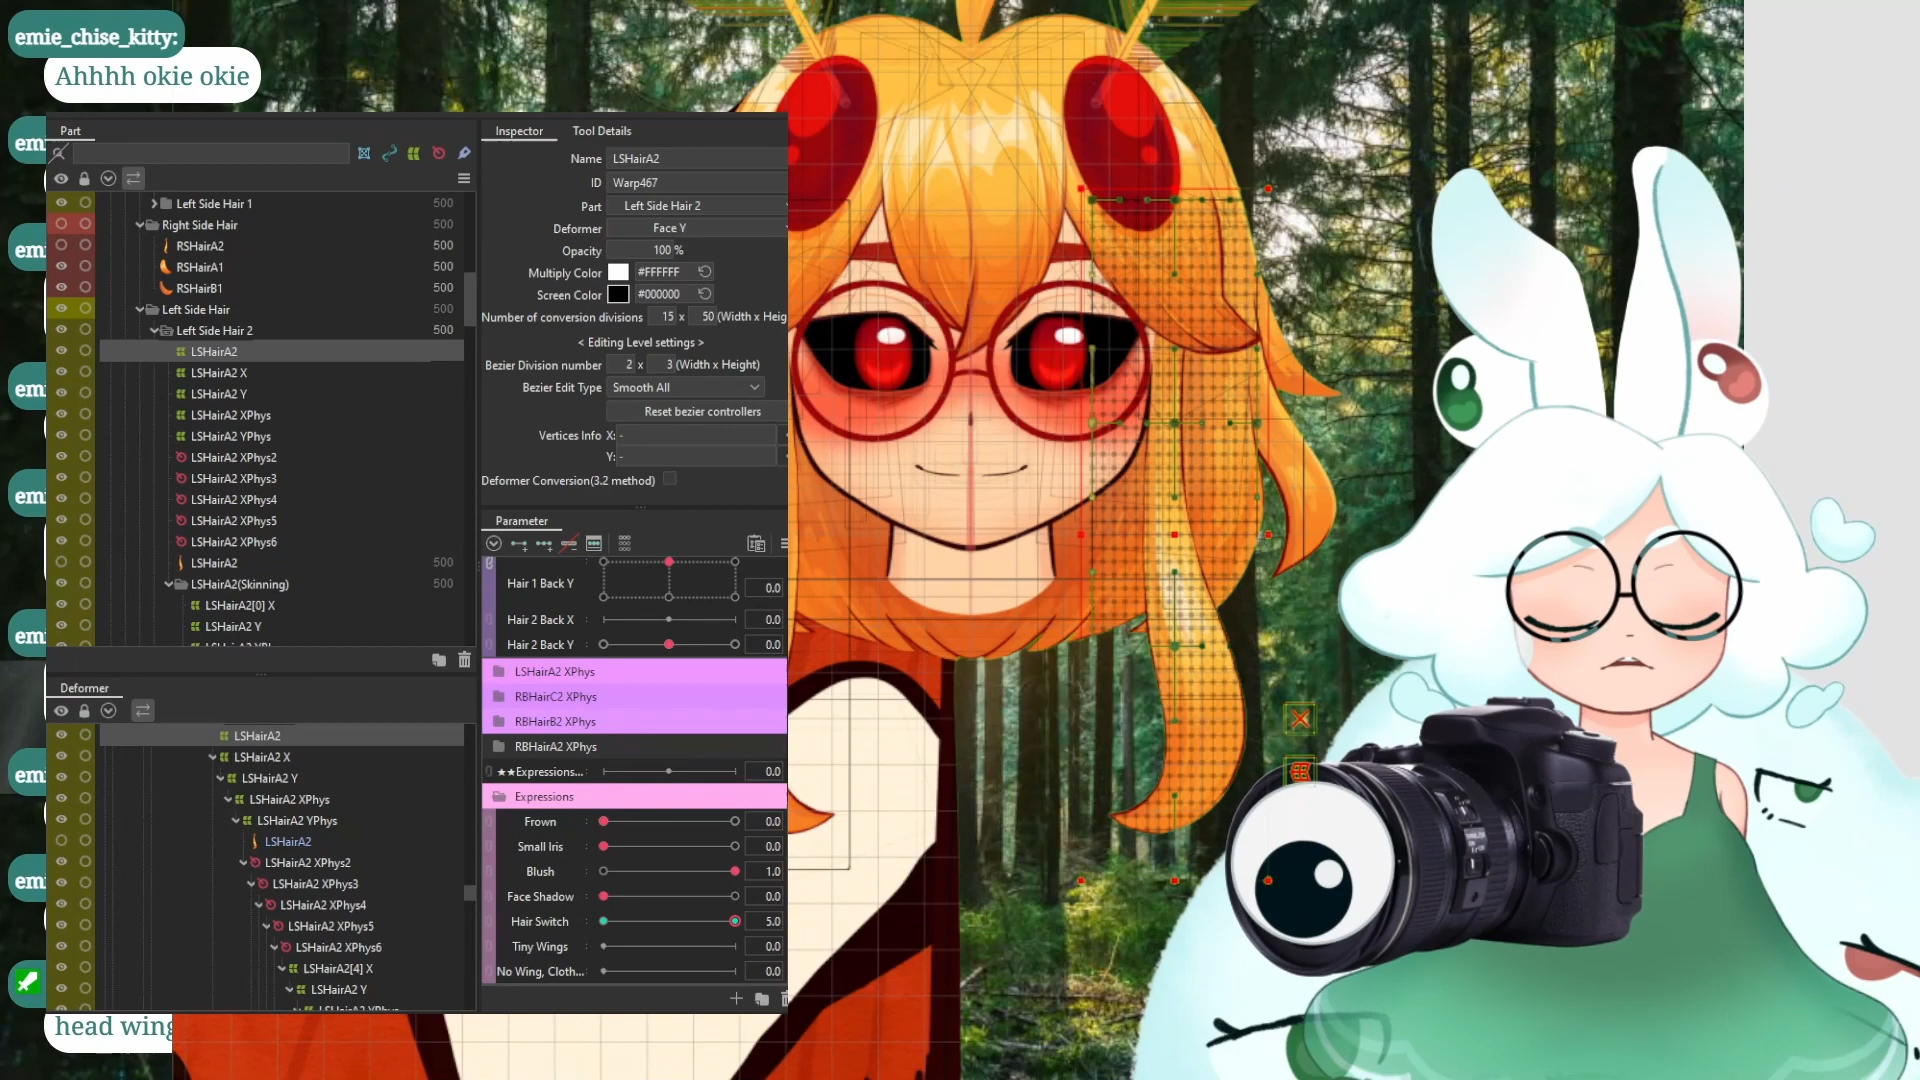 emie_chise_kitty:
Ahhhh okie okie
emi
emi
emi
emi
emi
emi
emi
head wing
Part
Left Side Hair 1 500
Right Side Hair 500
RSHairA2 500
RSHairA1 500
RSHairB1 500
Left Side Hair 500
Left Side Hair 2 500
LSHairA2
LSHairA2 X
LSHairA2 Y
LSHairA2 XPhys
LSHairA2 YPhys
LSHairA2 XPhys2
LSHairA2 XPhys3
LSHairA2 XPhys4
LSHairA2 XPhys5
LSHairA2 XPhys6
LSHairA2 500
LSHairA2(Skinning) 500
LSHairA2[0] X
LSHairA2 Y
Deformer
LSHairA2
LSHairA2 X
LSHairA2 Y
LSHairA2 XPhys
LSHairA2 YPhys
LSHairA2
LSHairA2 XPhys2
LSHairA2 XPhys3
LSHairA2 XPhys4
LSHairA2 XPhys5
LSHairA2 XPhys6
LSHairA2[4] X
LSHairA2 Y
Inspector Tool Details
Name LSHairA2
ID Warp467
Part Left Side Hair 2
Deformer Face Y
Opacity 100 %
Multiply Color #FFFFFF
Screen Color #000000
Number of conversion divisions 15 x 50 (Width x Heig
< Editing Level settings >
Bezier Division number 2 x 3 (Width x Height)
Bezier Edit Type Smooth All
Reset bezier controllers
Vertices Info X: -
Y: -
Deformer Conversion(3.2 method)
Parameter
Hair 1 Back Y 0.0
Hair 2 Back X 0.0
Hair 2 Back Y 0.0
LSHairA2 XPhys
RBHairC2 XPhys
RBHairB2 XPhys
RBHairA2 XPhys
★★Expressions... 0.0
Expressions
Frown 0.0
Small Iris 0.0
Blush 1.0
Face Shadow 0.0
Hair Switch 5.0
Tiny Wings 0.0
No Wing, Cloth... 0.0